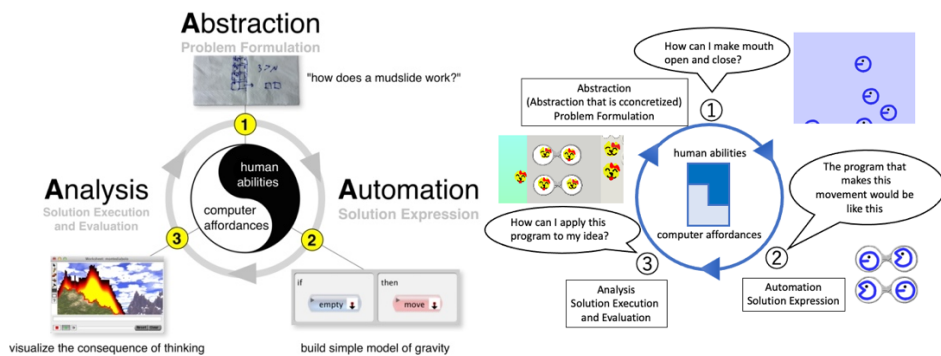 Abstraction
Problem Formulation
"how does a mudslide work?"
1
human
abilities
computer
affordances
Analysis
Solution Execution
and Evaluation
Automation
Solution Expression
3
2
if
then
empty
move
visualize the consequence of thinking
build simple model of gravity
How can I make mouth
open and close?
Abstraction
(Abstraction that is cconcretized)
Problem Formulation
1
human abilities
computer affordances
The program that
makes this
movement would be
like this
How can I apply this
program to my idea?
3
2
Analysis
Solution Execution
and Evaluation
Automation
Solution Expression